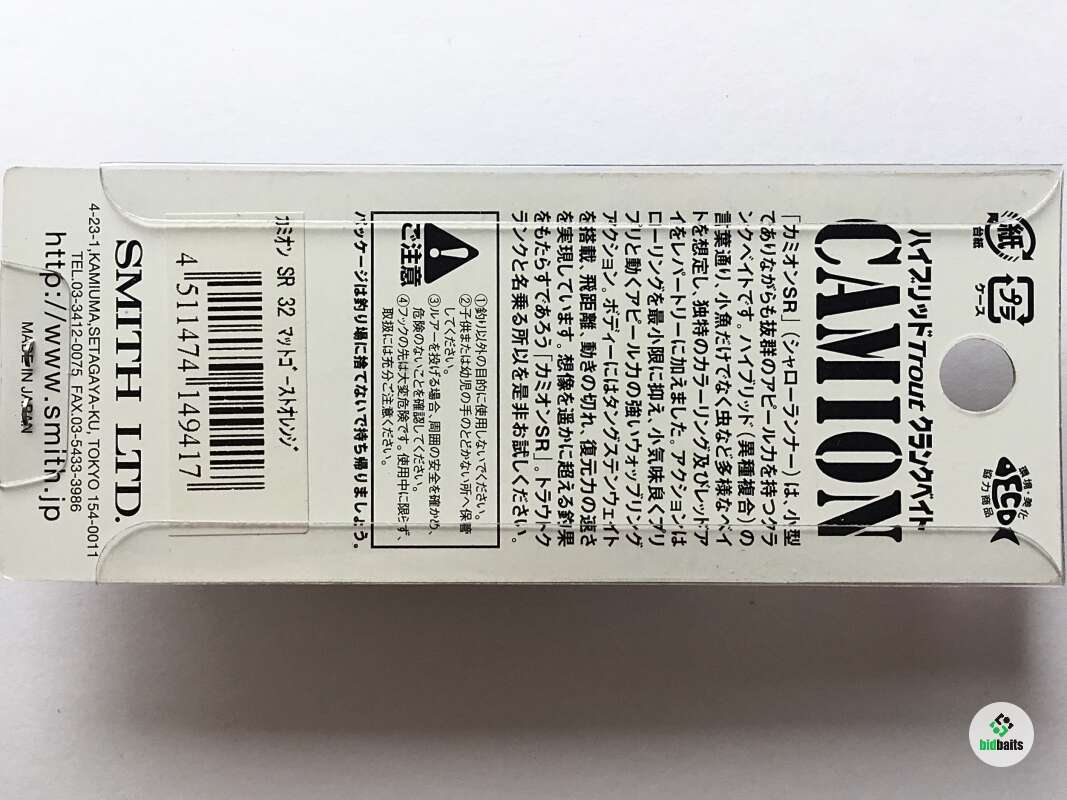 紙
台紙
プラ
ケース
環境・美化
ECO
協力商品
ハイブリッドTroutクランクベイト
CAMION
「カミオンSR」(シャローランナー)は、小型
でありながらも抜群のアピール力を持つクラ
ンクベイトです。ハイブリッド(異種複合)の
言葉通り、小魚だけでなく虫など多様なベイ
トを想定し、独特のカラーリング及びレッドア
イをレパートリーに加えました。アクションは
ローリングを最小限に抑え、小気味良くプリ
プリと動くアピール力の強いウォッブリング
アクション。ボディーにはタングステンウェイト
を搭載、飛距離、動きの切れ、復元力の速さ
を実現しています。想像を遥かに超える釣果
をもたらすであろう「カミオンSR」。トラウトク
ランクと名乗る所以を是非お試しください。
ご注意
①釣り以外の目的に使用しないでください。
②子供または幼児の手のとどかない所へ保管
してください。
③ルアーを投げる場合、周囲の安全を確かめ、
危険のないことを確認してください。
④フックの先は大変危険です。使用中に限らず、
取扱には充分ご注意ください。
パッケージは釣り場に捨てないで持ち帰りましょう。
カミオン SR 32 マットゴーストオレンジ
4 511474 149417
SMITH LTD.
4-23-1,KAMIUMA,SETAGAYA-KU, TOKYO 154-0011
TEL.03-3412-0075 FAX.03-5433-3986
http://www.smith.jp
MADE IN JAPAN
bidbaits